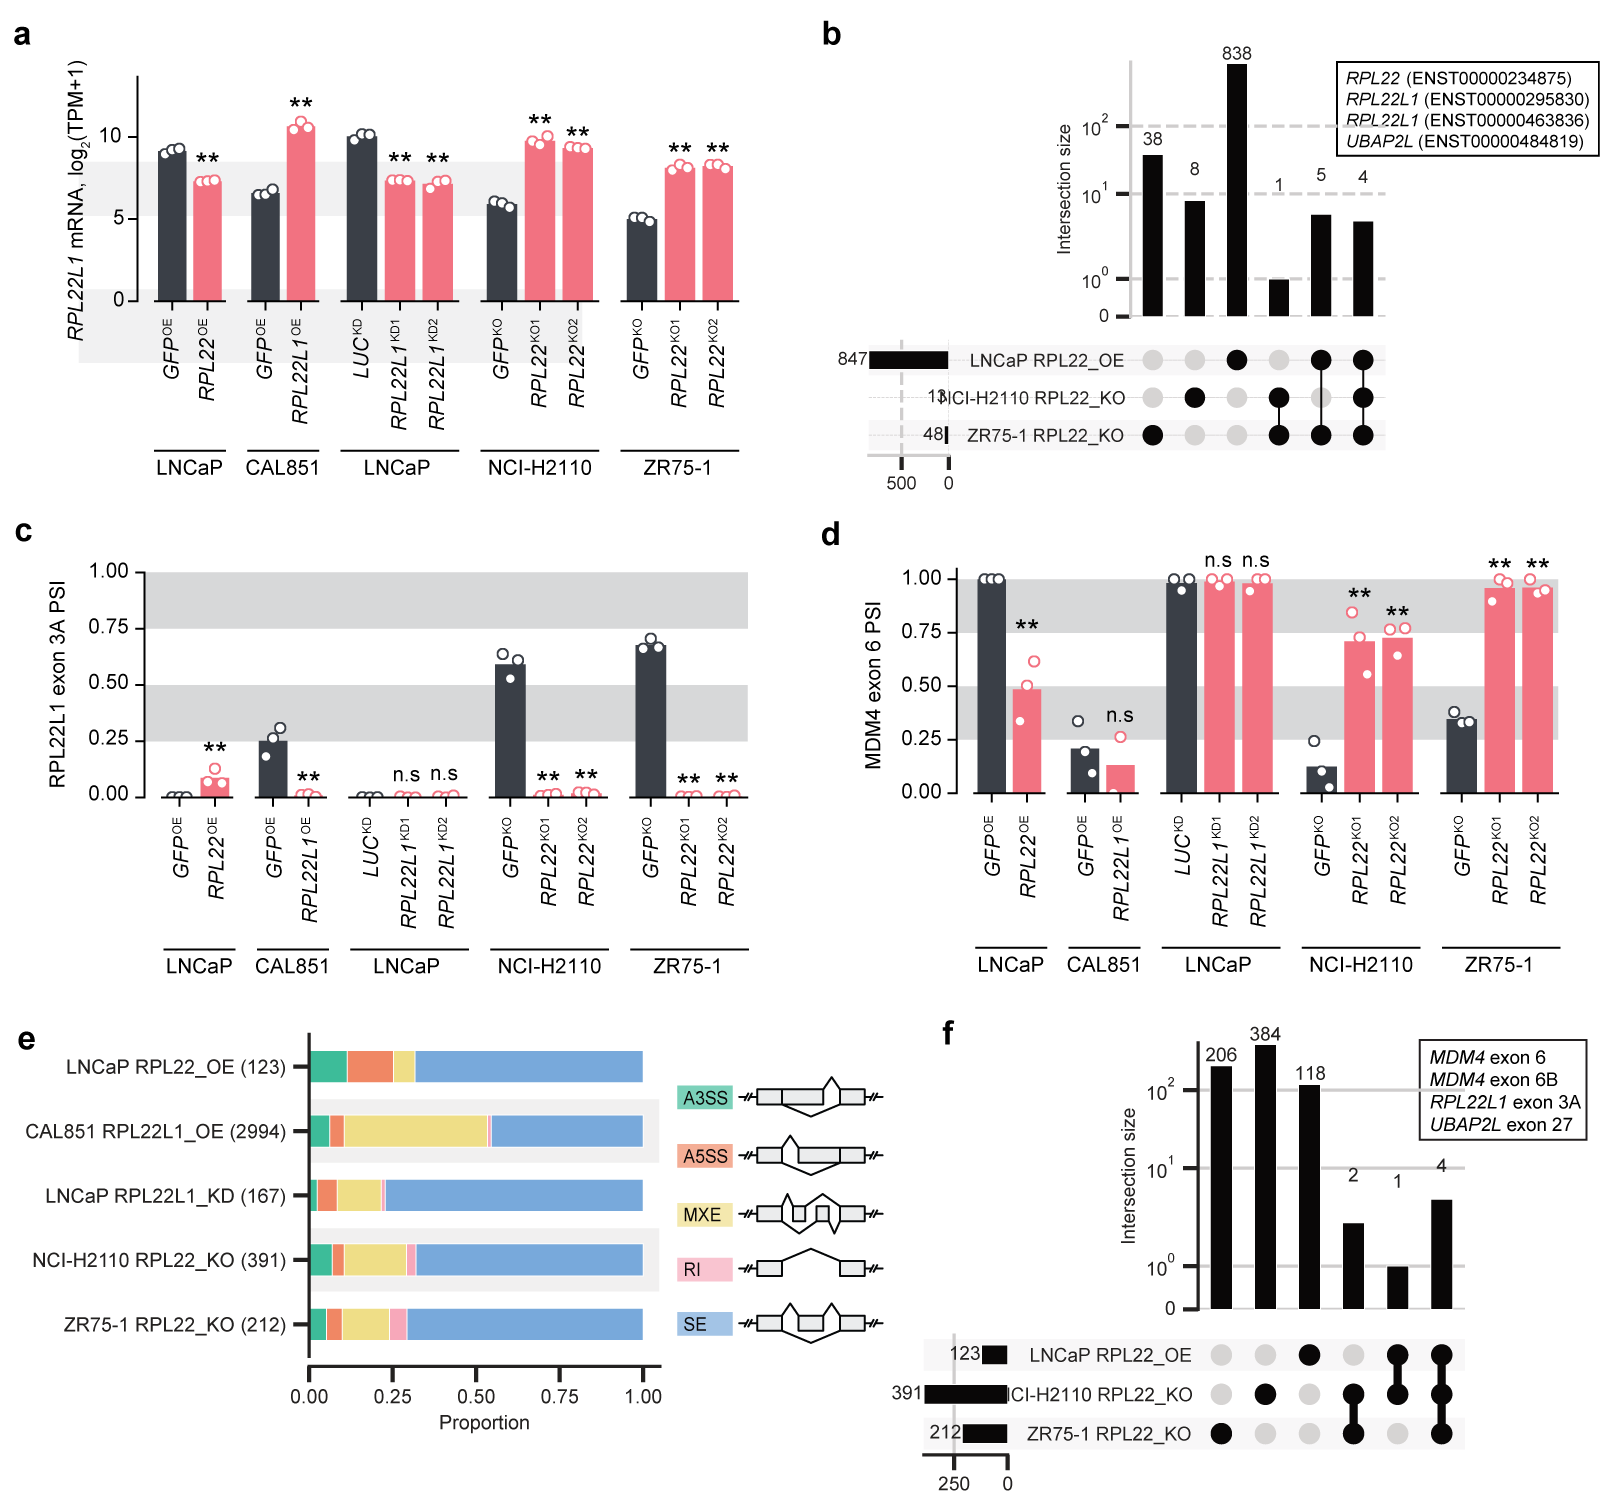 a
RPL22L1 mRNA, log2(TPM+1)
10
5
0
**
**
**
**
**
**
**
**
GFP^OE
RPL22^OE
GFP^OE
RPL22L1^OE
LUC^KD
RPL22L1^KD1
RPL22L1^KD2
GFP^KO
RPL22^KO1
RPL22^KO2
GFP^KO
RPL22^KO1
RPL22^KO2
LNCaP
CAL851
LNCaP
NCI-H2110
ZR75-1
b
Intersection size
10^2
10^1
10^0
0
38
8
838
1
5
4
RPL22 (ENST00000234875)
RPL22L1 (ENST00000295830)
RPL22L1 (ENST00000463836)
UBAP2L (ENST00000484819)
847
LNCaP RPL22_OE
13
NCI-H2110 RPL22_KO
48
ZR75-1 RPL22_KO
500
0
c
RPL22L1 exon 3A PSI
1.00
0.75
0.50
0.25
0.00
**
**
n.s
n.s
**
**
**
**
GFP^OE
RPL22^OE
GFP^OE
RPL22L1^OE
LUC^KD
RPL22L1^KD1
RPL22L1^KD2
GFP^KO
RPL22^KO1
RPL22^KO2
GFP^KO
RPL22^KO1
RPL22^KO2
LNCaP
CAL851
LNCaP
NCI-H2110
ZR75-1
d
MDM4 exon 6 PSI
1.00
0.75
0.50
0.25
0.00
**
n.s
n.s
n.s
**
**
**
**
GFP^OE
RPL22^OE
GFP^OE
RPL22L1^OE
LUC^KD
RPL22L1^KD1
RPL22L1^KD2
GFP^KO
RPL22^KO1
RPL22^KO2
GFP^KO
RPL22^KO1
RPL22^KO2
LNCaP
CAL851
LNCaP
NCI-H2110
ZR75-1
e
LNCaP RPL22_OE (123)
CAL851 RPL22L1_OE (2994)
LNCaP RPL22L1_KD (167)
NCI-H2110 RPL22_KO (391)
ZR75-1 RPL22_KO (212)
0.00
0.25
0.50
0.75
1.00
Proportion
A3SS
A5SS
MXE
RI
SE
f
Intersection size
10^2
10^1
10^0
0
206
384
118
2
1
4
MDM4 exon 6
MDM4 exon 6B
RPL22L1 exon 3A
UBAP2L exon 27
123
LNCaP RPL22_OE
391
ICI-H2110 RPL22_KO
212
ZR75-1 RPL22_KO
250
0